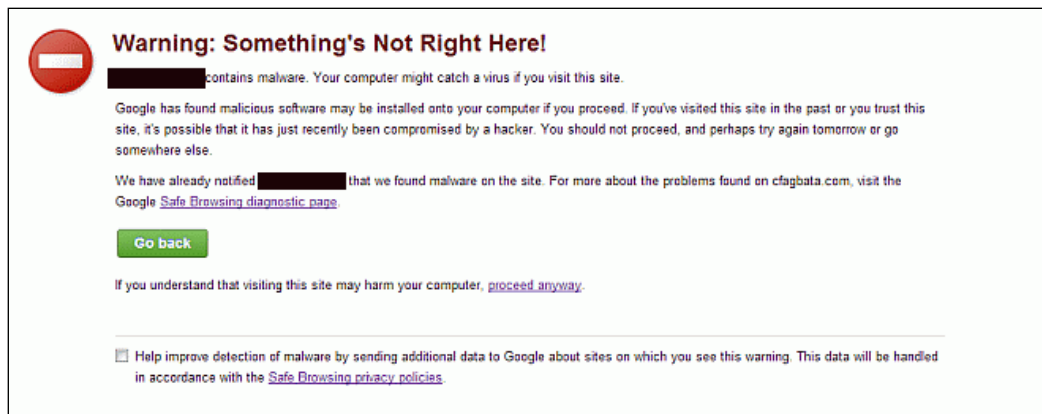 Warning: Something's Not Right Here!
contains malware. Your computer might catch a virus if you visit this site.
Google has found malicious software may be installed onto your computer if you proceed. If you've visited this site in the past or you trust this
site, it's possible that it has just recently been compromised by a hacker. You should not proceed, and perhaps try again tomorrow or go
somewhere else.
We have already notified that we found malware on the site. For more about the problems found on cfagbata.com, visit the
Google Safe Browsing diagnostic page.
Go back
If you understand that visiting this site may harm your computer, proceed anyway.
Help improve detection of malware by sending additional data to Google about sites on which you see this warning. This data will be handled
in accordance with the Safe Browsing privacy policies.